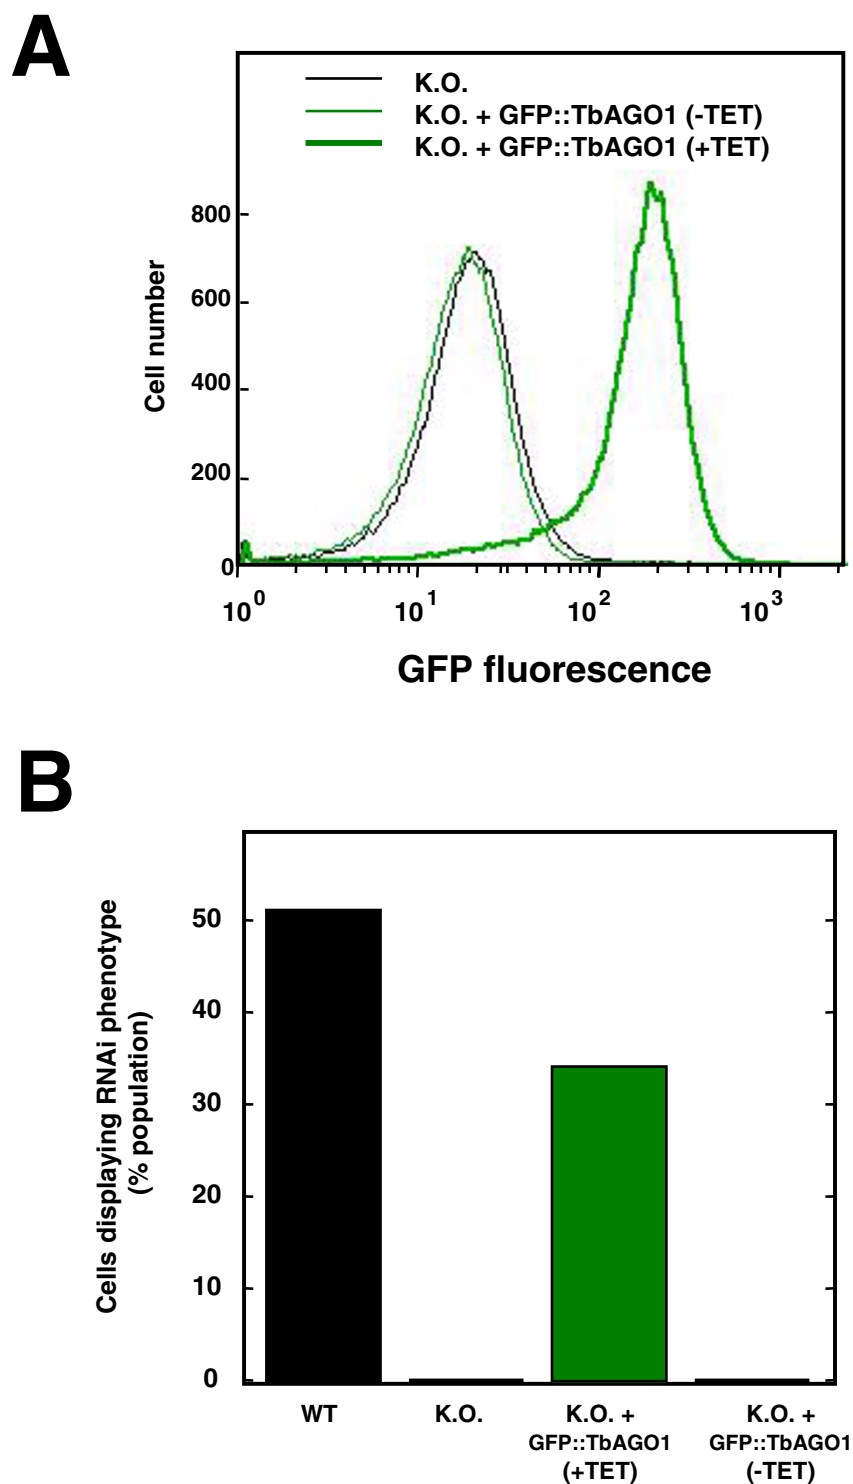 A
K.O.
K.O. + GFP::TbAGO1 (-TET)
K.O. + GFP::TbAGO1 (+TET)
Cell number
800
600
400
200
0
10^0 10^1 10^2 10^3
GFP fluorescence
B
Cells displaying RNAi phenotype
(% population)
50
40
30
20
10
0
WT K.O. K.O. + K.O. +
GFP::TbAGO1 GFP::TbAGO1
(+TET) (-TET)